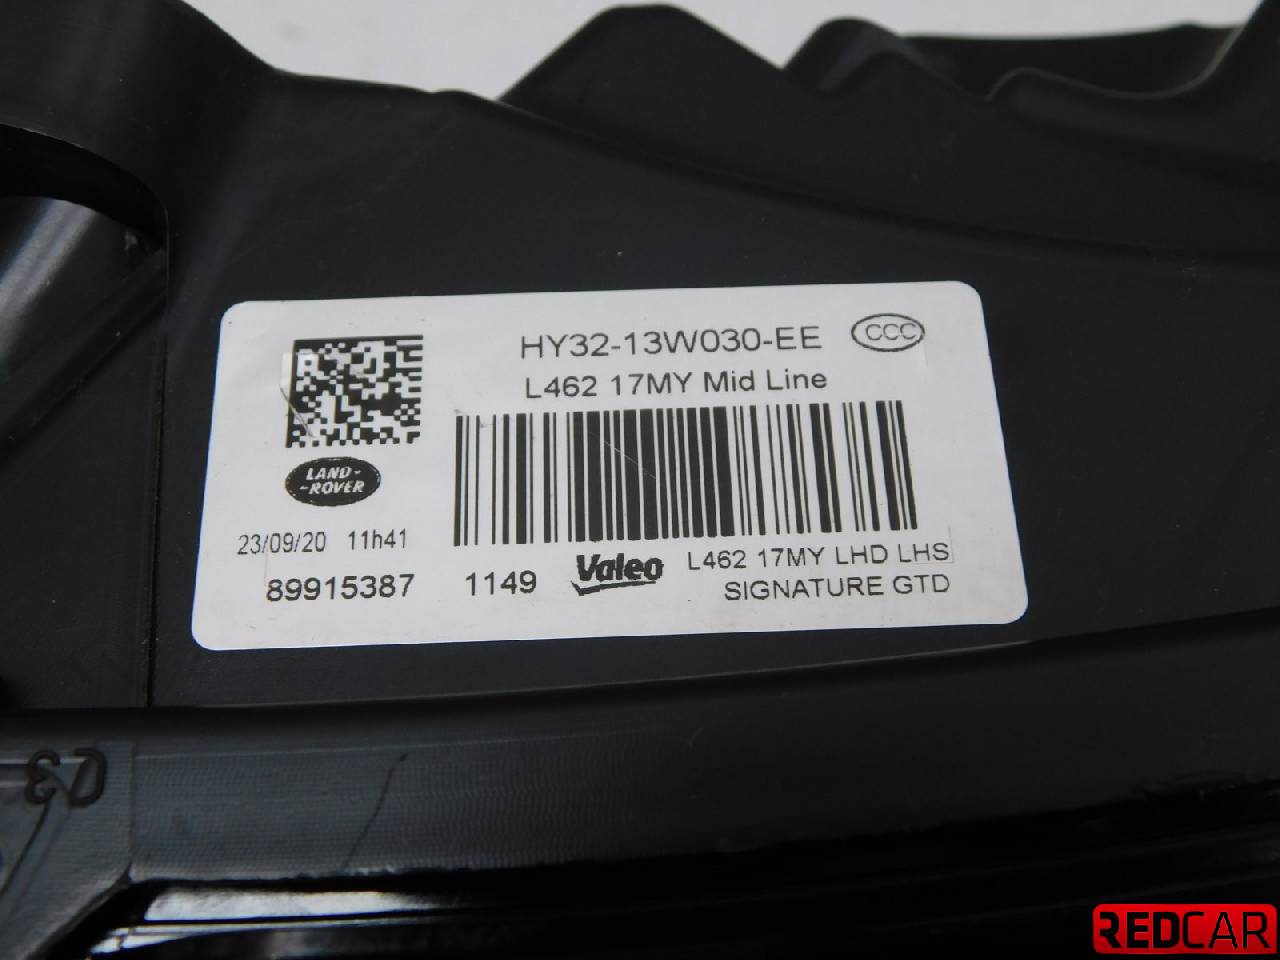 HY32-13W030-EE
CCC
L462 17MY Mid Line
LAND-
-ROVER
23/09/20 11h41
89915387
1149
Valeo
L462 17MY LHD LHS
SIGNATURE GTD
REDCAR